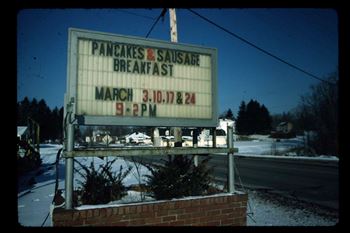 PANCAKES & SAUSAGE
BREAKFAST
MARCH 3,10,17 & 24
9-2PM